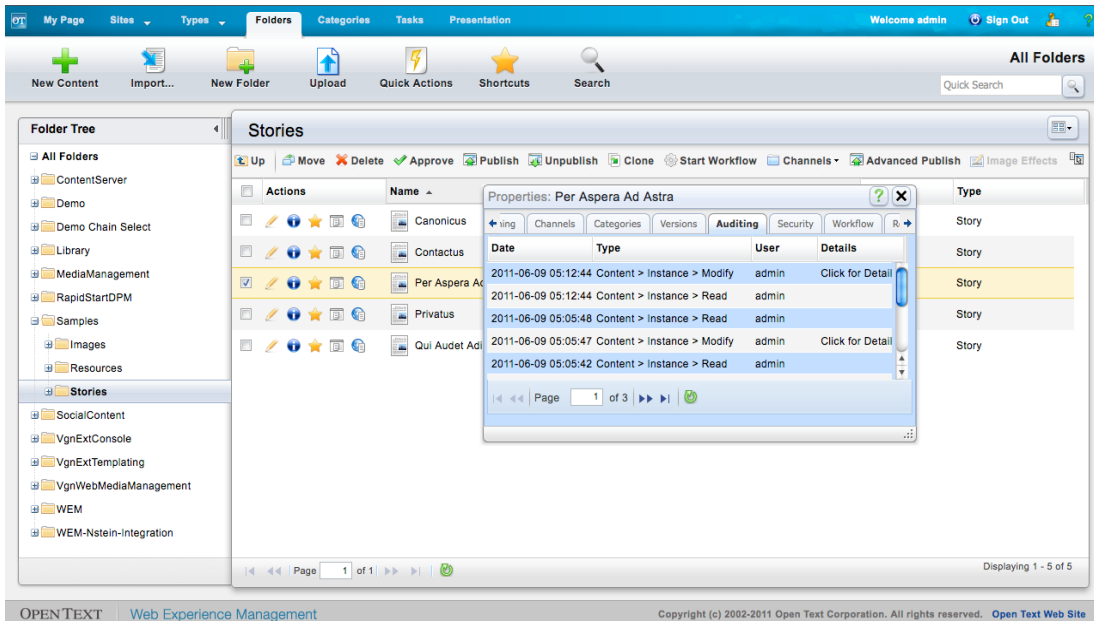 OT My Page Sites Types Folders Categories Tasks Presentation Welcome admin Sign Out ?
New Content Import... New Folder Upload Quick Actions Shortcuts Search
All Folders
Quick Search
Folder Tree
All Folders
ContentServer
Demo
Demo Chain Select
Library
MediaManagement
RapidStartDPM
Samples
Images
Resources
Stories
SocialContent
VgnExtConsole
VgnExtTemplating
VgnWebMediaManagement
WEM
WEM-Nstein-Integration
Stories
Up Move Delete Approve Publish Unpublish Clone Start Workflow Channels Advanced Publish Image Effects
Actions Name Type
Canonicus Story
Contactus Story
Per Aspera Ad Story
Privatus Story
Qui Audet Adi Story
Properties: Per Aspera Ad Astra ? X
ing Channels Categories Versions Auditing Security Workflow R
Date Type User Details
2011-06-09 05:12:44 Content > Instance > Modify admin Click for Detail
2011-06-09 05:12:44 Content > Instance > Read admin
2011-06-09 05:05:48 Content > Instance > Read admin
2011-06-09 05:05:47 Content > Instance > Modify admin Click for Detail
2011-06-09 05:05:42 Content > Instance > Read admin
Page 1 of 3
Page 1 of 1
Displaying 1 - 5 of 5
OPEN TEXT Web Experience Management
Copyright (c) 2002-2011 Open Text Corporation. All rights reserved. Open Text Web Site